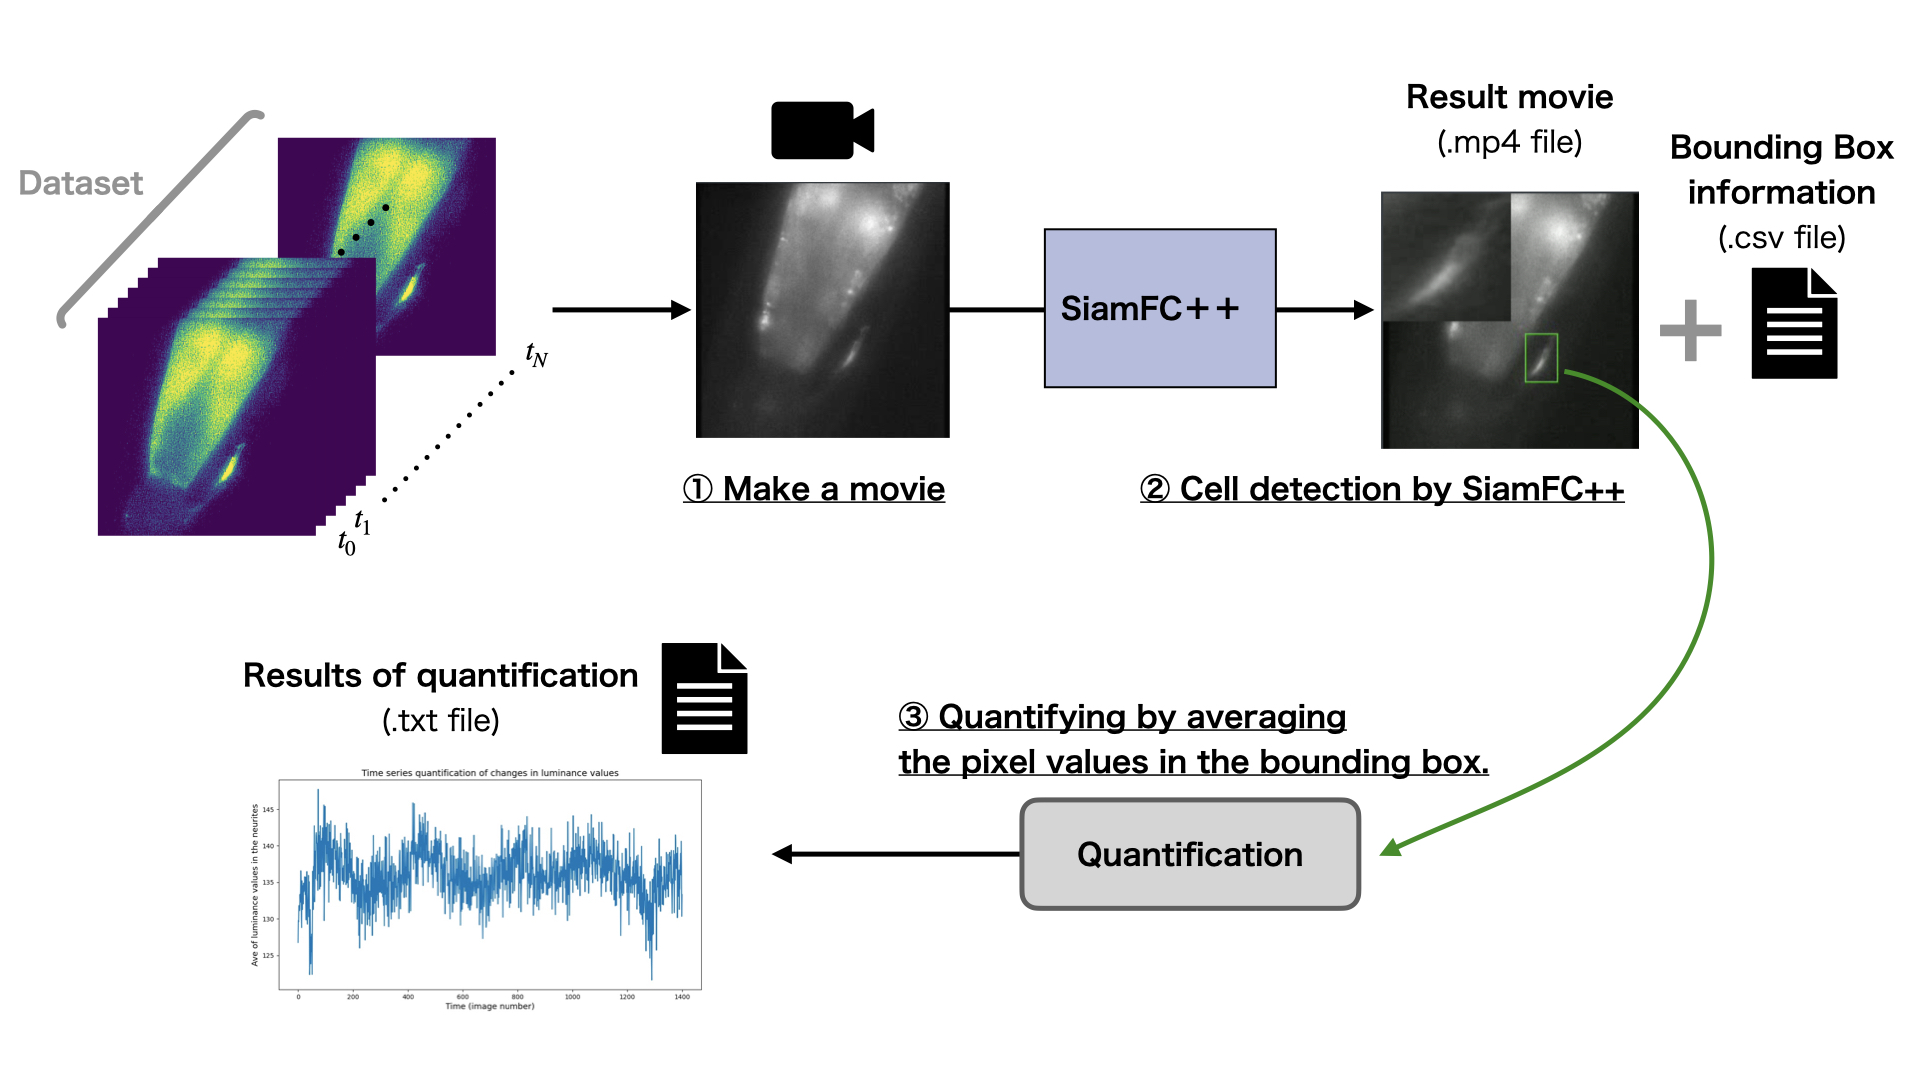 Dataset
t_N
t_1
t_0
① Make a movie
SiamFC++
② Cell detection by SiamFC++
Result movie
(.mp4 file)
Bounding Box
information
(.csv file)
③ Quantifying by averaging
the pixel values in the bounding box.
Quantification
Results of quantification
(.txt file)
Time series quantification of changes in luminance values
Ave of luminance values in the neurites
145
140
135
130
125
0 200 400 600 800 1000 1200 1400
Time (image number)